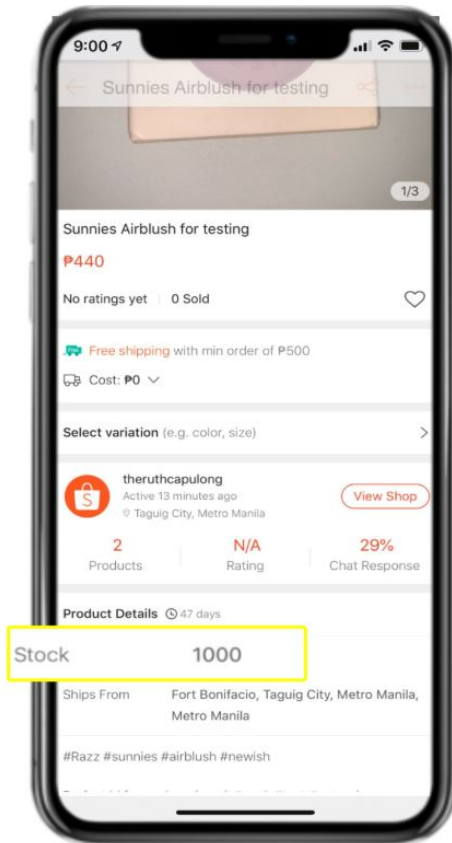 9:00
Sunnies Airblush for testing
1/3
Sunnies Airblush for testing
₱440
No ratings yet 0 Sold
Free shipping with min order of ₱500
Cost: ₱0
Select variation (e.g. color, size)
theruthcapulong
Active 13 minutes ago
Taguig City, Metro Manila
View Shop
2 N/A 29%
Products Rating Chat Response
Product Details 47 days
Stock 1000
Ships From Fort Bonifacio, Taguig City, Metro Manila,
Metro Manila
#Razz #sunnies #airblush #newish